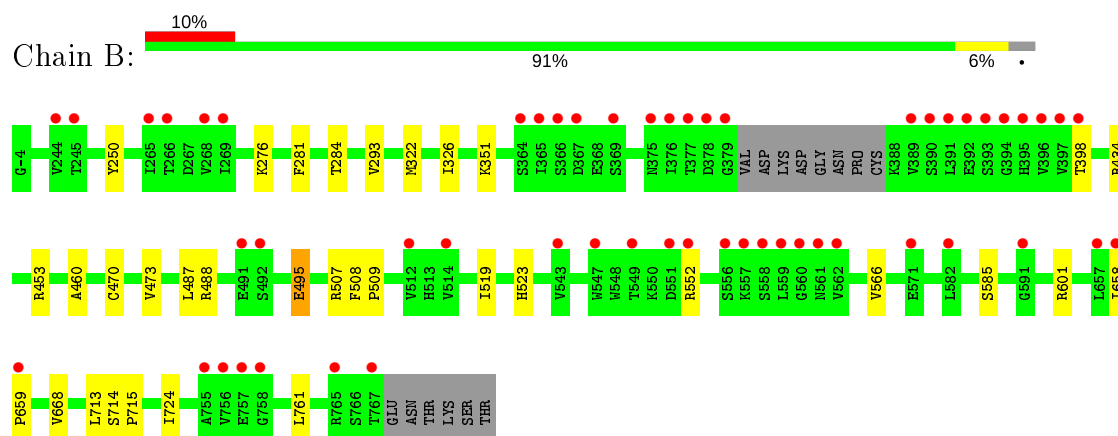 10%
Chain B:
91% 6% •
G-4 V244 T245 Y250 I265 T266 D267 V268 I269 K276 F281 T284 V293 M322 I326 K351 S364 I365 S366 D367 E368 S369 N375 I376 T377 D378 G379 VAL ASP LYS ASP GLY ASN PRO CYS K388 V389 S390 L391 E392 S393 G394 H395 V396 V397 T398 R434
R453 A460 C470 V473 L487 R488 E491 S492 E495 R507 F508 P509 V512 H513 V514 I519 H523 V543 W547 W548 T549 K550 D551 R552 S556 K557 S558 L559 G560 N561 V562 V566 E571 L582 S585 G591 R601 L657 I658
P659 V668 L713 S714 P715 I724 A755 V756 E757 G758 L761 R765 S766 T767 GLU ASN THR LYS SER THR